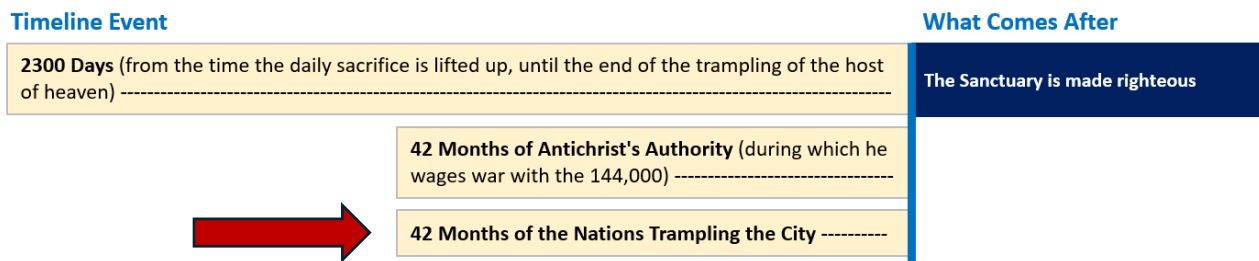 Timeline Event
What Comes After
2300 Days (from the time the daily sacrifice is lifted up, until the end of the trampling of the host
of heaven) --------------------------------------------------------------------------------------------------------------------
The Sanctuary is made righteous
42 Months of Antichrist's Authority (during which he
wages war with the 144,000) ---------------------------------
42 Months of the Nations Trampling the City ----------